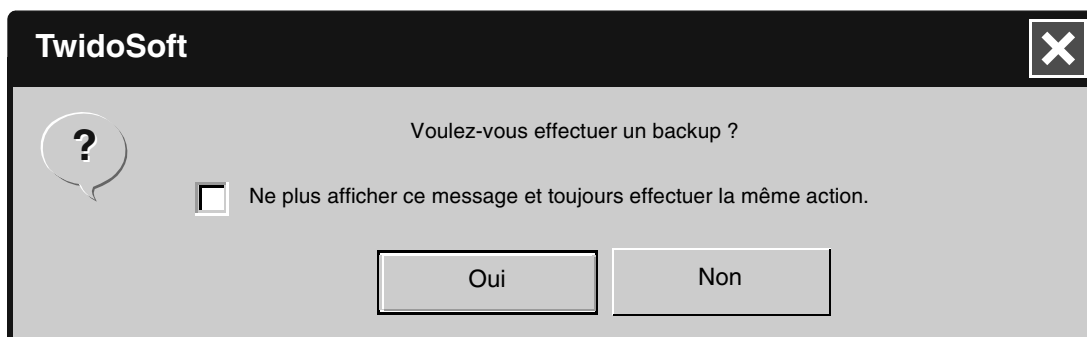 TwidoSoft
?
Voulez-vous effectuer un backup ?
Ne plus afficher ce message et toujours effectuer la même action.
Oui
Non